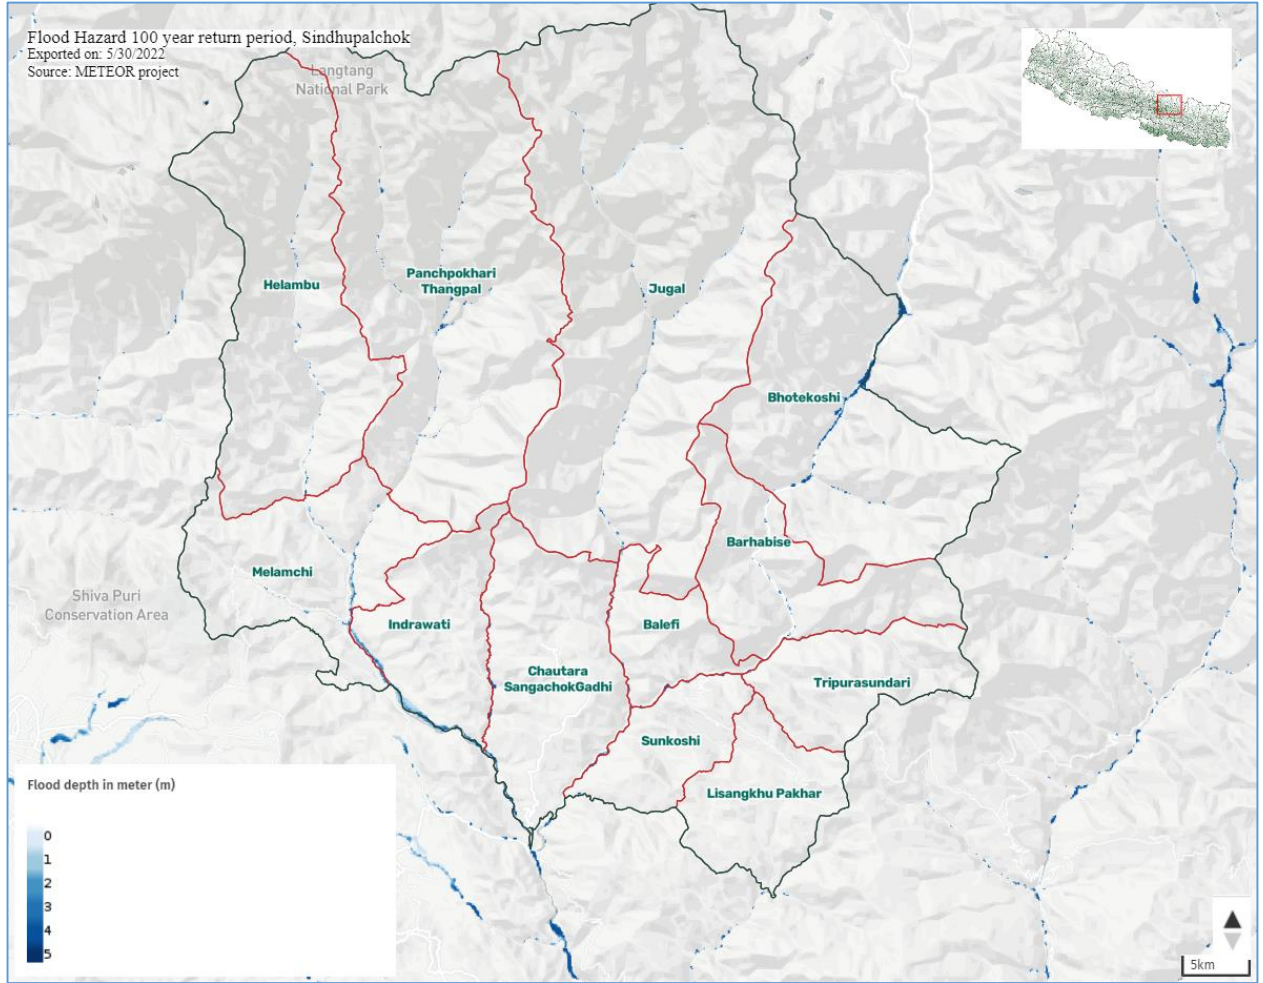 Flood Hazard 100 year return period, Sindhupalchok
Exported on: 5/30/2022
Source: METEOR project
Langtang
National Park
Helambu
Panchpokhari
Thangpal
Jugal
Bhotekoshi
Barhabise
Melamchi
Shiva Puri
Conservation Area
Indrawati
Balefi
Chautara
SangachokGadhi
Tripurasundari
Sunkoshi
Lisangkhu Pakhar
Flood depth in meter (m)
0
1
2
3
4
5
5km